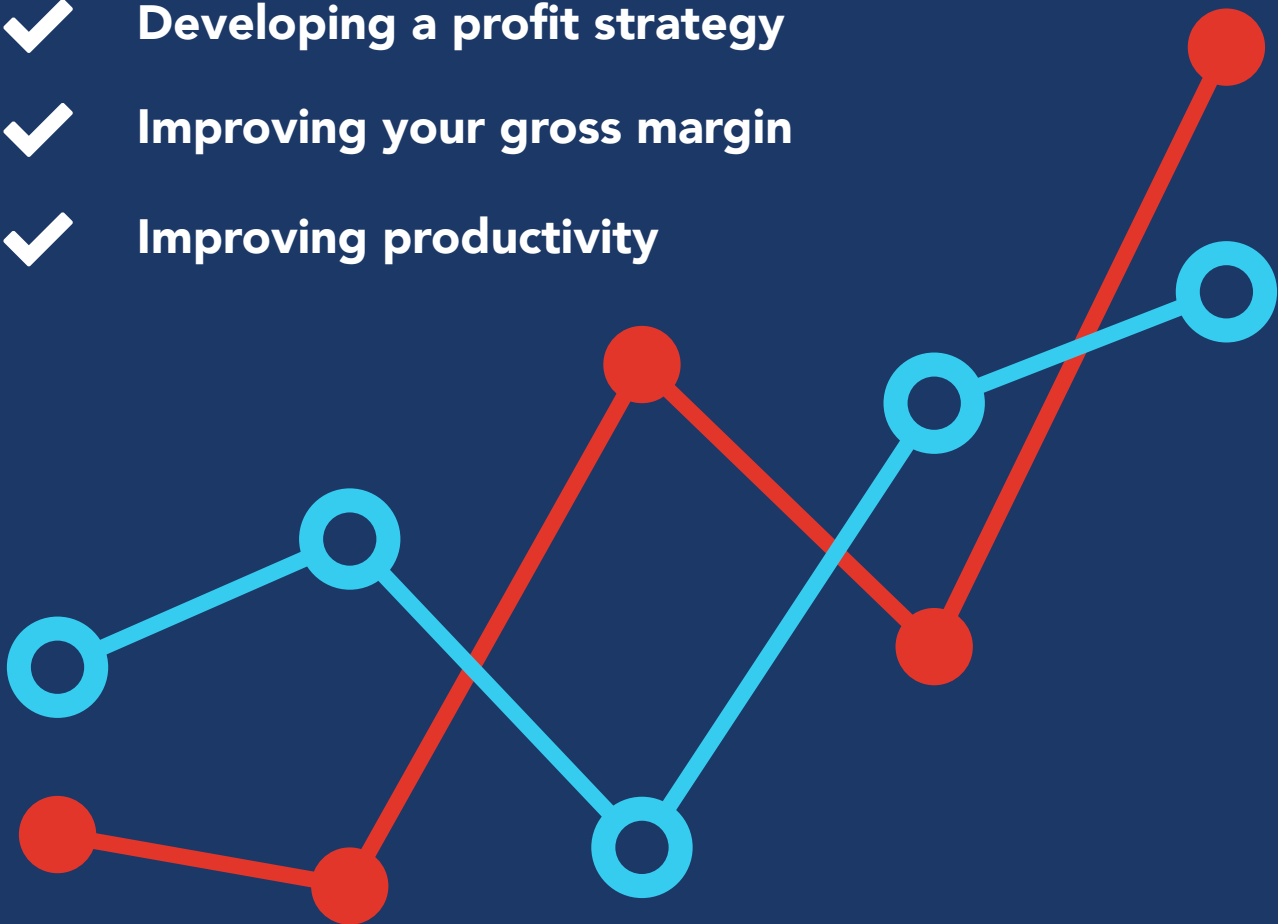 Developing a profit strategy
Improving your gross margin
Improving productivity